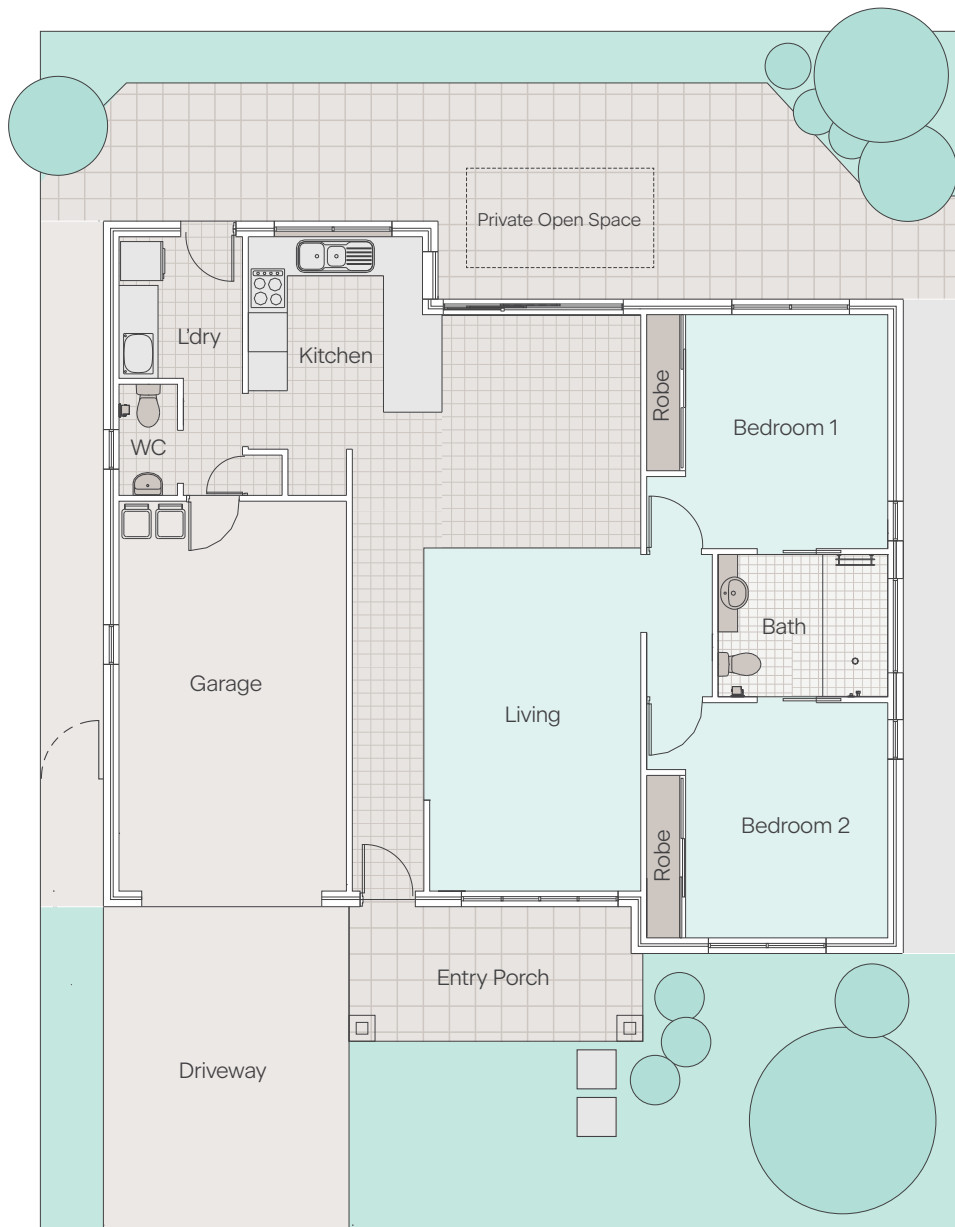 Private Open Space
L'dry
Kitchen
Robe
Bedroom 1
WC
Bath
Garage
Living
Bedroom 2
Robe
Entry Porch
Driveway